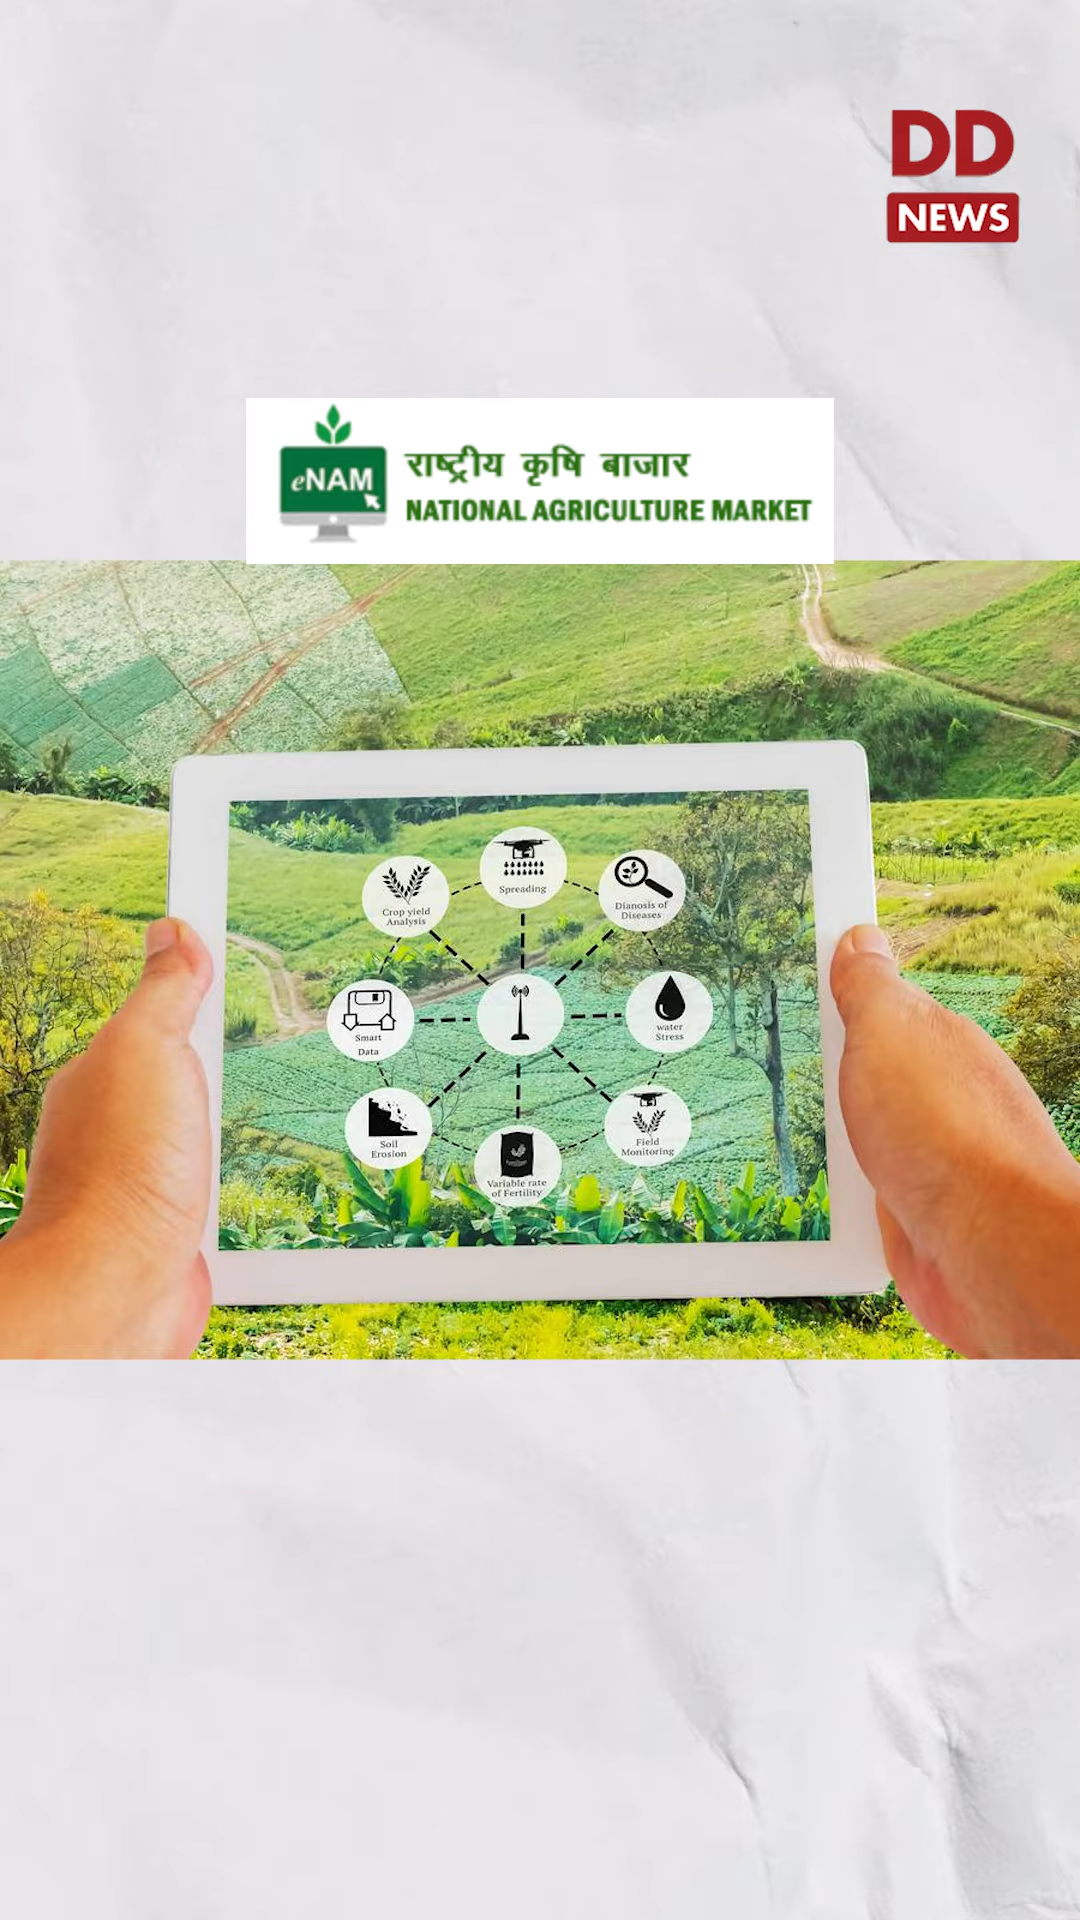 DD
NEWS
eNAM
राष्ट्रीय कृषि बाजार
NATIONAL AGRICULTURE MARKET
Spreading
Crop yield
Analysis
Dianosis of
Diseases
Smart
Data
water
Stress
Soil
Erosion
Field
Monitoring
Variable rate
of Fertility